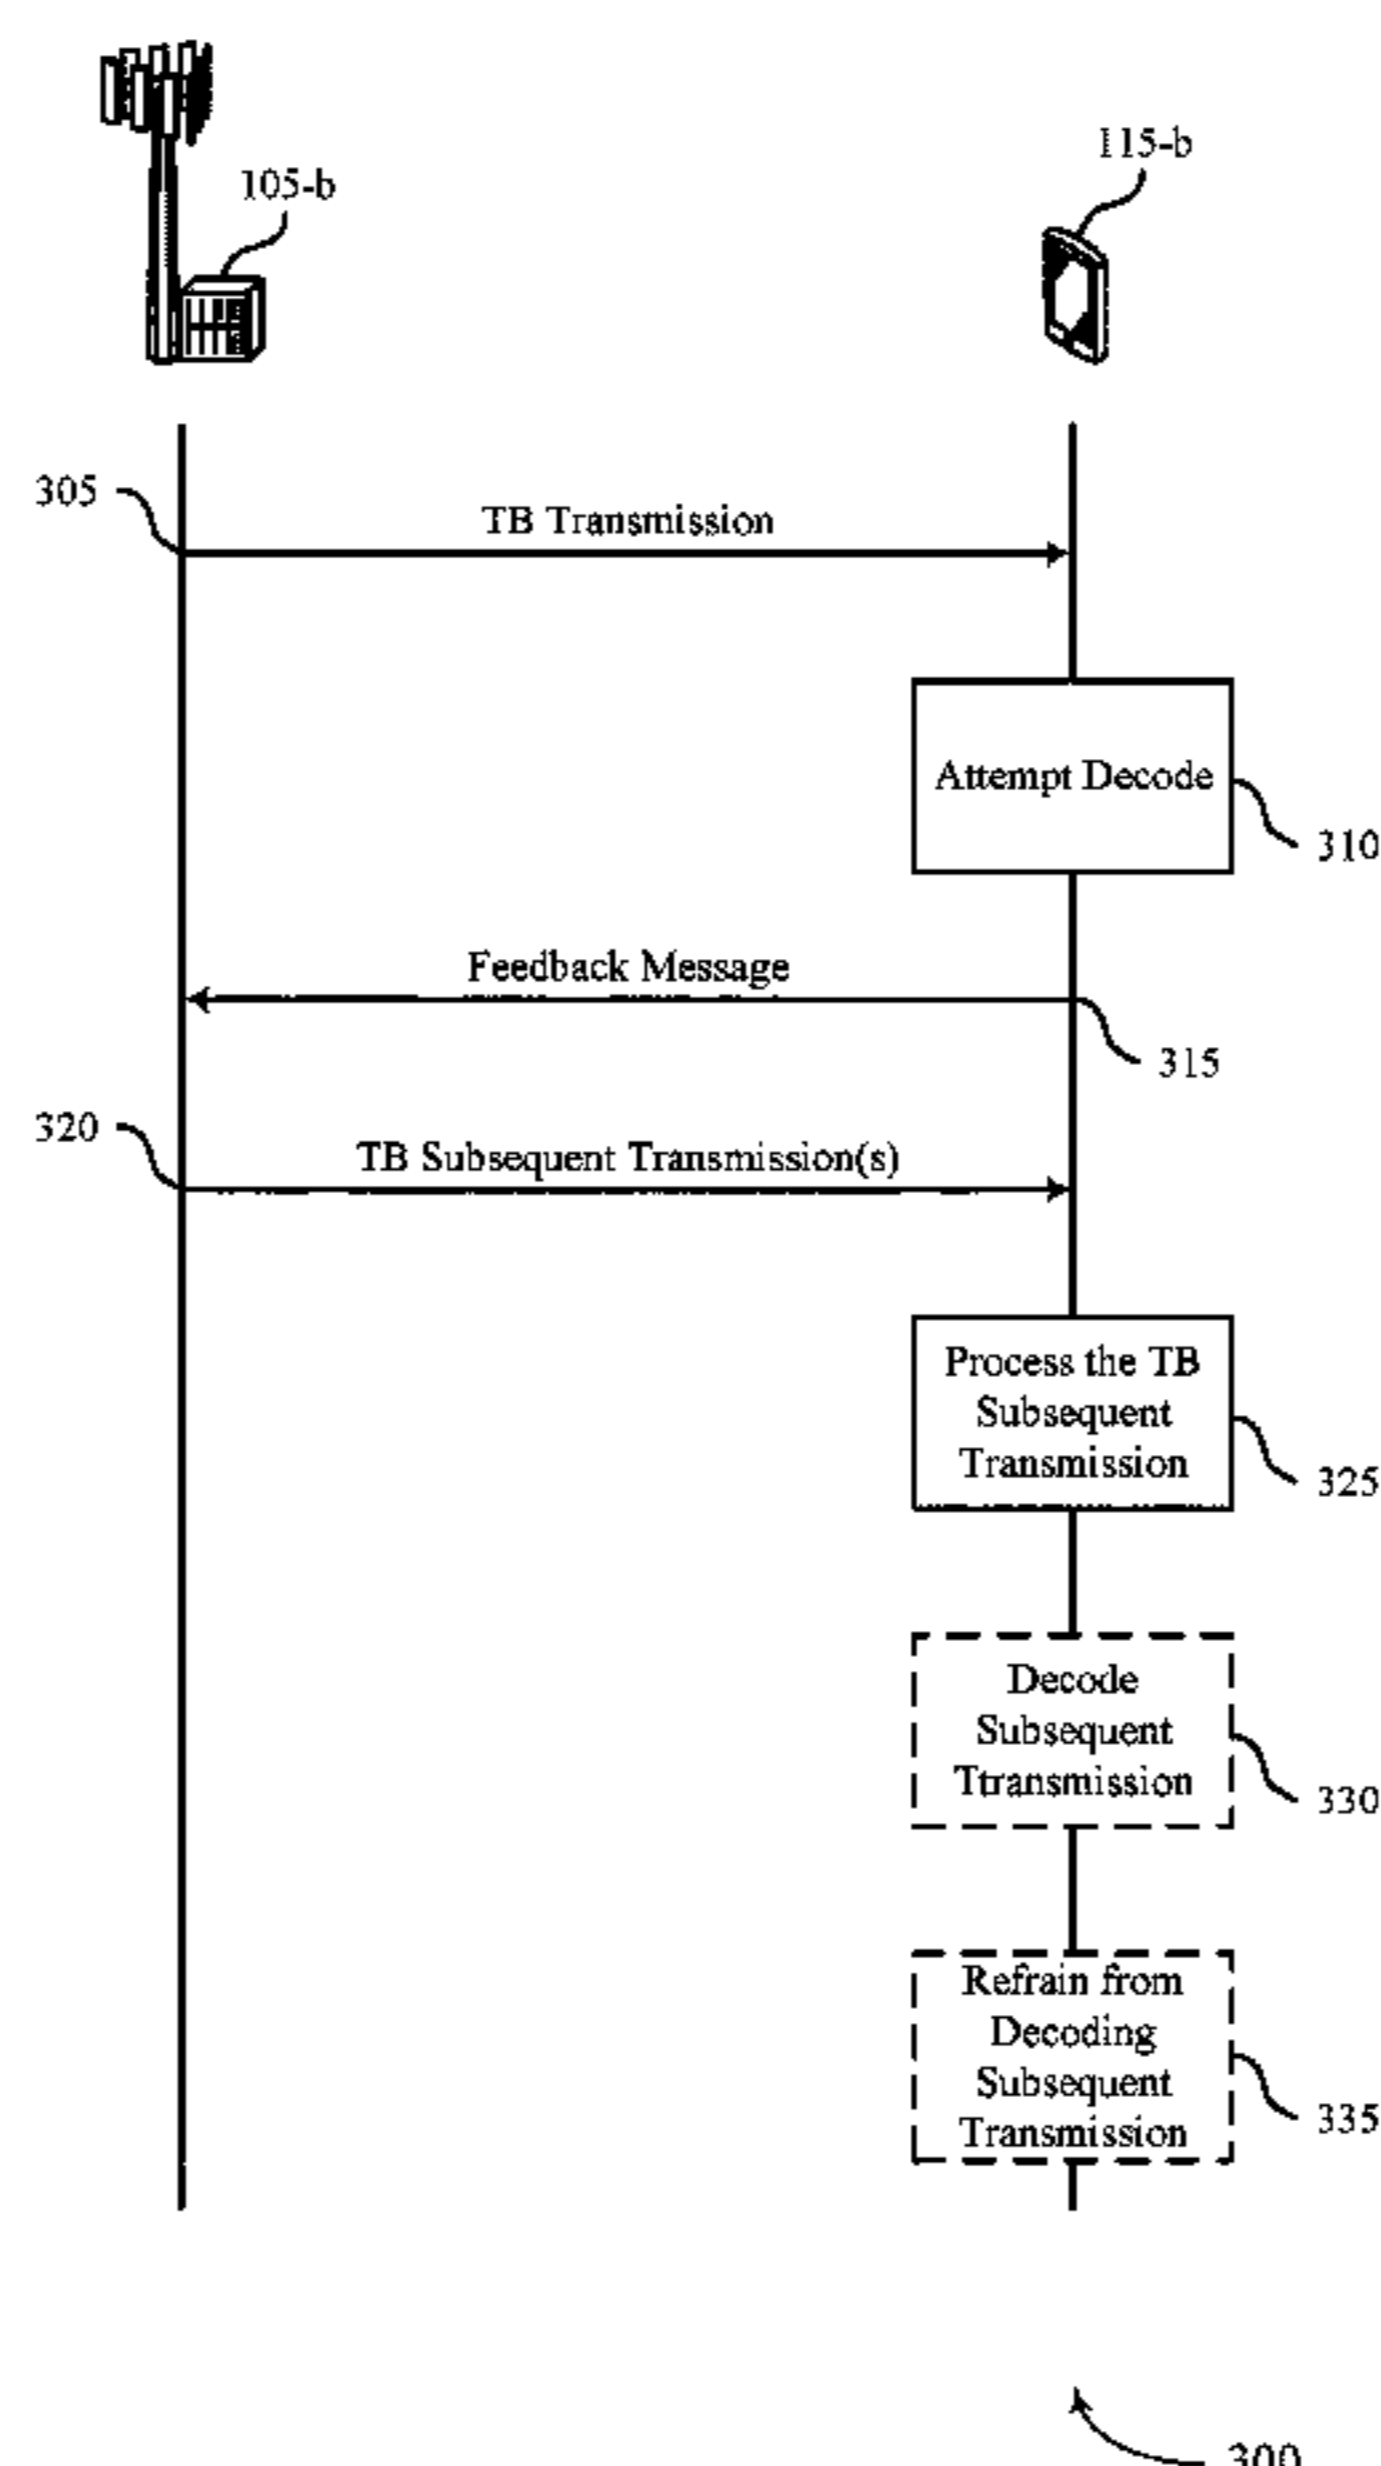 115-b
105-b
305
TB Transmission
Attempt Decode
310
Feedback Message
315
320
TB Subsequent Transmission(s)
Process the TB
Subsequent
Transmission
325
Decode
Subsequent
Ttransmission
330
Refrain from
Decoding
Subsequent
Transmission
335
300